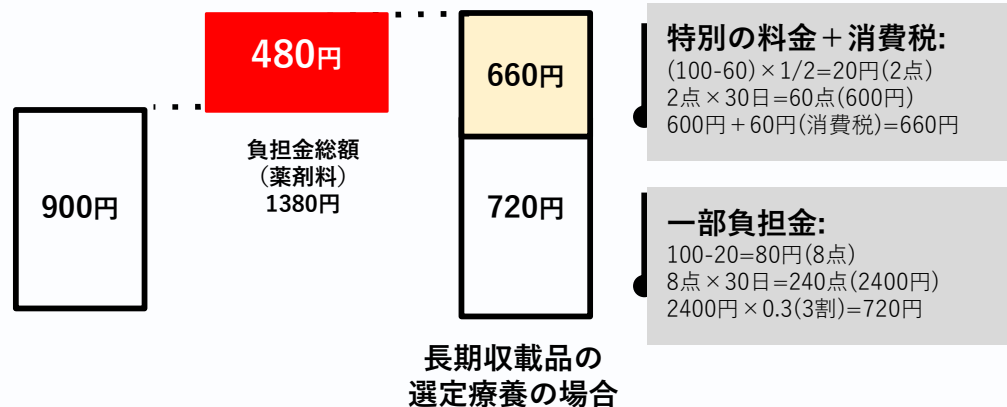 900円
480円
負担金総額
（薬剤料）
1380円
660円
720円
長期収載品の
選定療養の場合
特別の料金＋消費税:
(100-60)×1/2=20円(2点)
2点×30日=60点(600円)
600円＋60円(消費税)=660円
一部負担金:
100-20=80円(8点)
8点×30日=240点(2400円)
2400円×0.3(3割)=720円